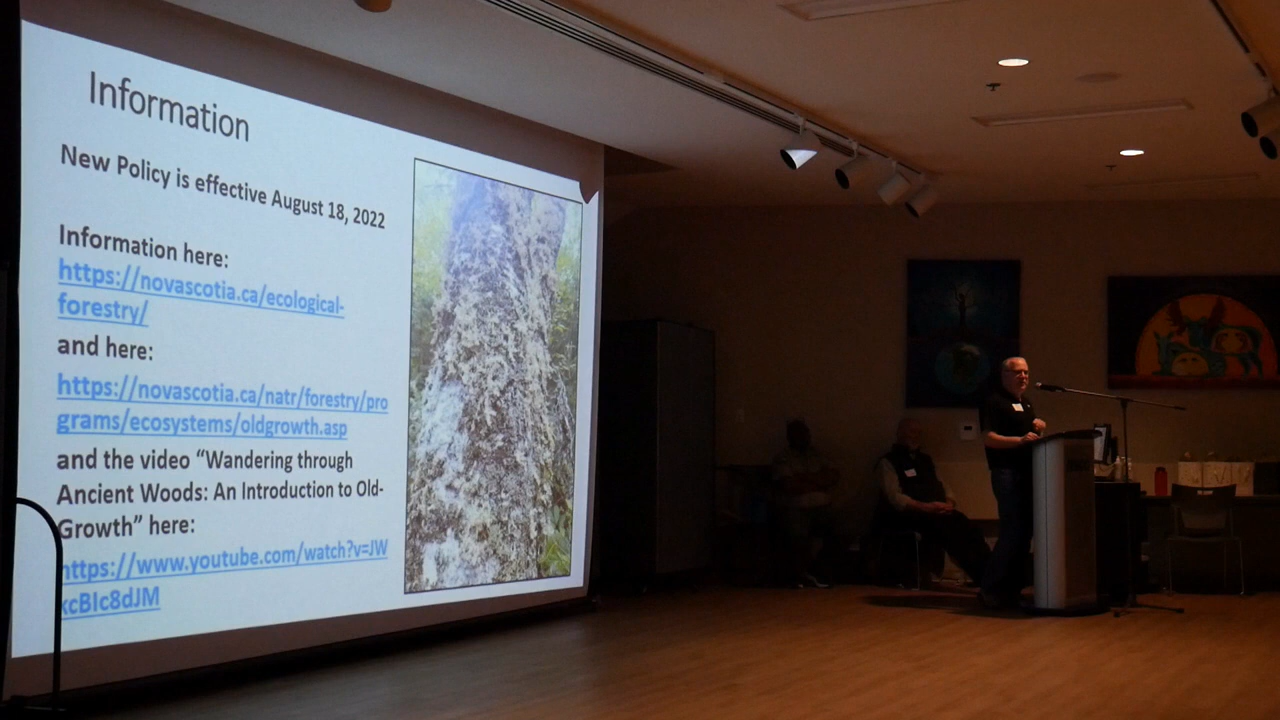 Information
New Policy is effective August 18, 2022
Information here:
https://novascotia.ca/ecological-
forestry/
and here:
https://novascotia.ca/natr/forestry/pro
grams/ecosystems/oldgrowth.asp
and the video “Wandering through
Ancient Woods: An Introduction to Old-
Growth” here:
https://www.youtube.com/watch?v=JW